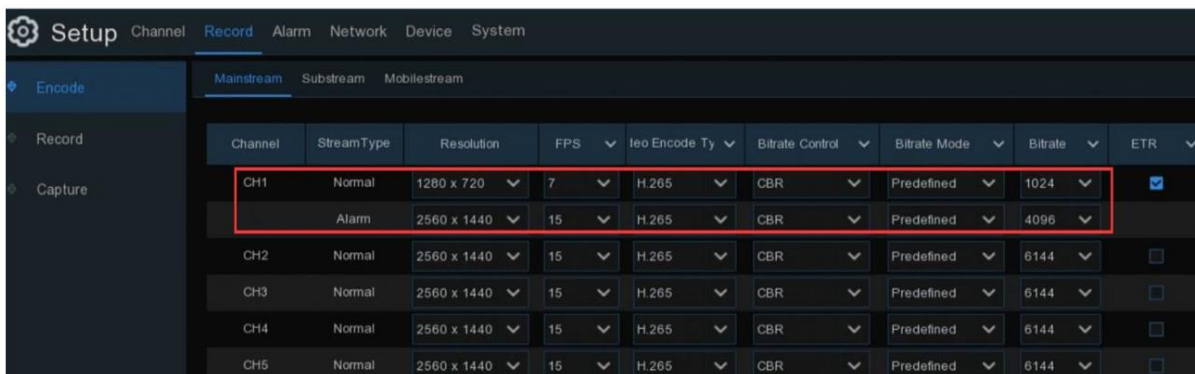 Setup Channel Record Alarm Network Device System
Encode
Mainstream Substream Mobilestream
Record
Channel StreamType Resolution FPS leo Encode Ty Bitrate Control Bitrate Mode Bitrate ETR
Capture
CH1 Normal 1280 x 720 7 H.265 CBR Predefined 1024
Alarm 2560 x 1440 15 H.265 CBR Predefined 4096
CH2 Normal 2560 x 1440 15 H.265 CBR Predefined 6144
CH3 Normal 2560 x 1440 15 H.265 CBR Predefined 6144
CH4 Normal 2560 x 1440 15 H.265 CBR Predefined 6144
CH5 Normal 2560 x 1440 15 H.265 CBR Predefined 6144